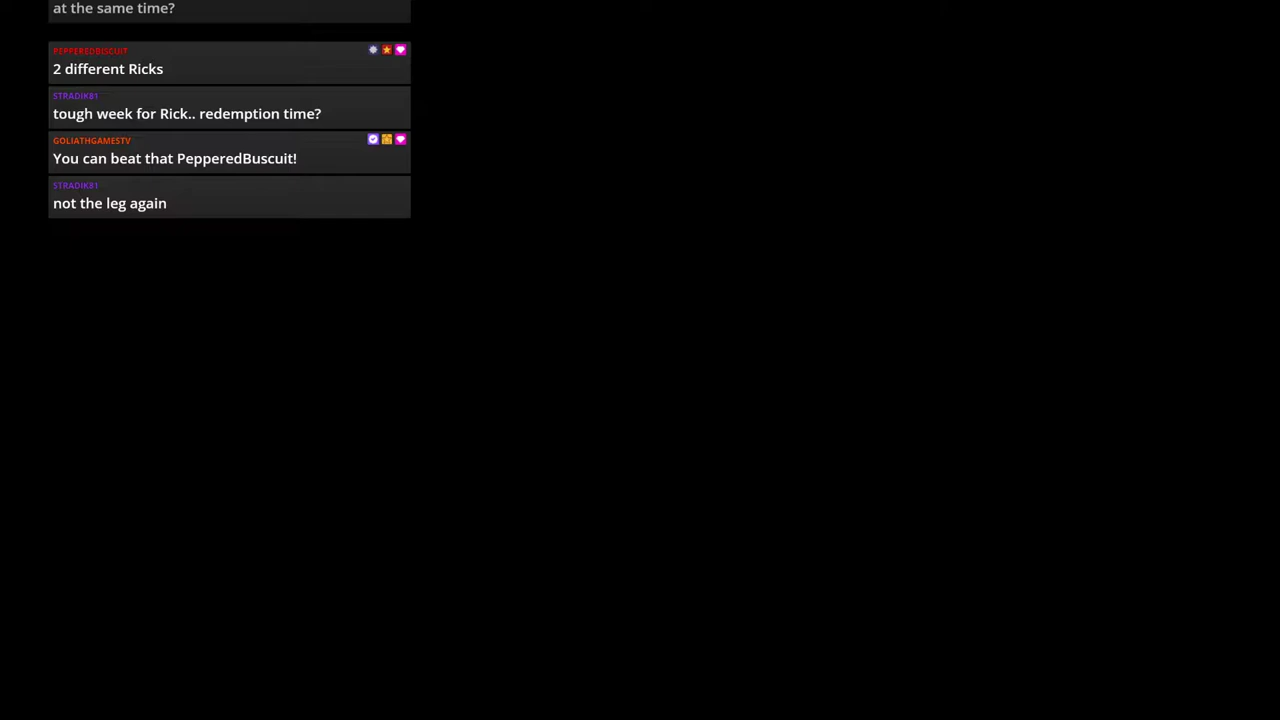 at the same time?
PEPPEREDBISCUIT
2 different Ricks
STRADIK81
tough week for Rick.. redemption time?
GOLIATHGAMESTV
You can beat that PepperedBuscuit!
STRADIK81
not the leg again